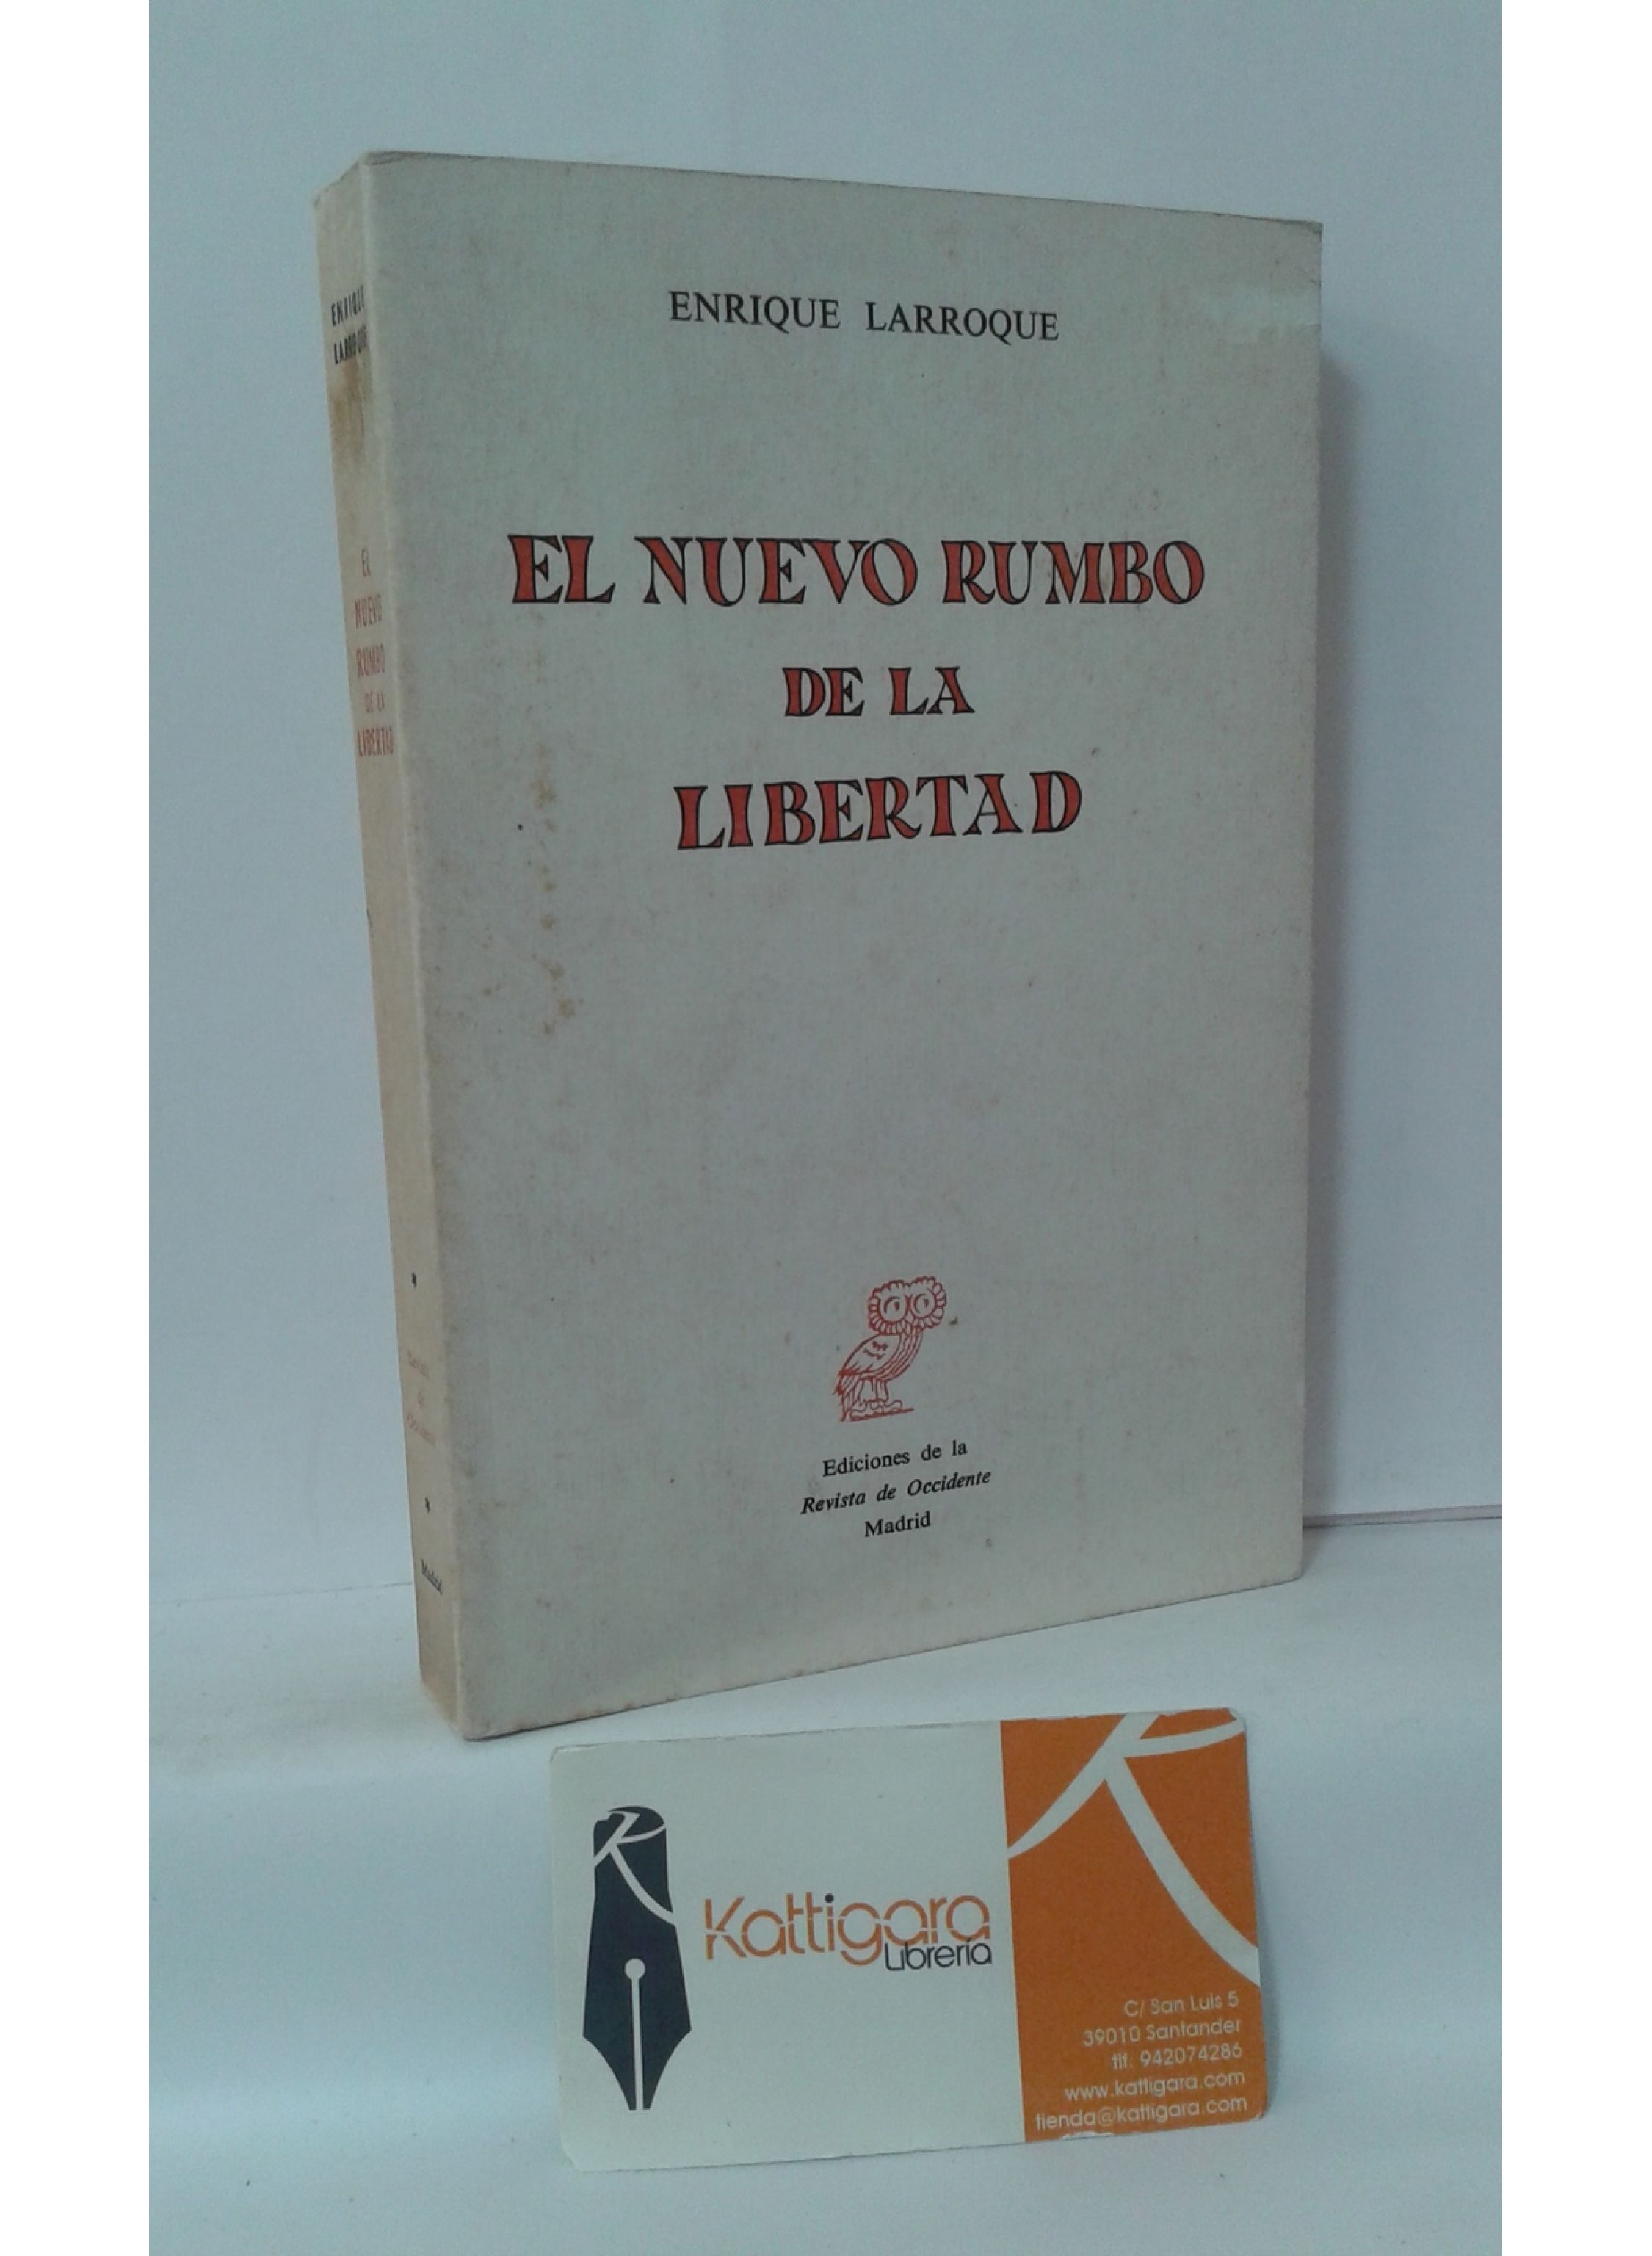 ENRIQUE LARROQUE
EL NUEVO RUMBO
DE LA
LIBERTAD
Ediciones de la
Revista de Occidente
Madrid
ENRIQUE
LARROQUE
EL
NUEVO
RUMBO
DE LA
LIBERTAD
*
*
Madrid
K
Kattigara
Librería
C/ San Luis 5
39010 Santander
tlf: 942074286
www.kattigara.com
tienda@kattigara.com